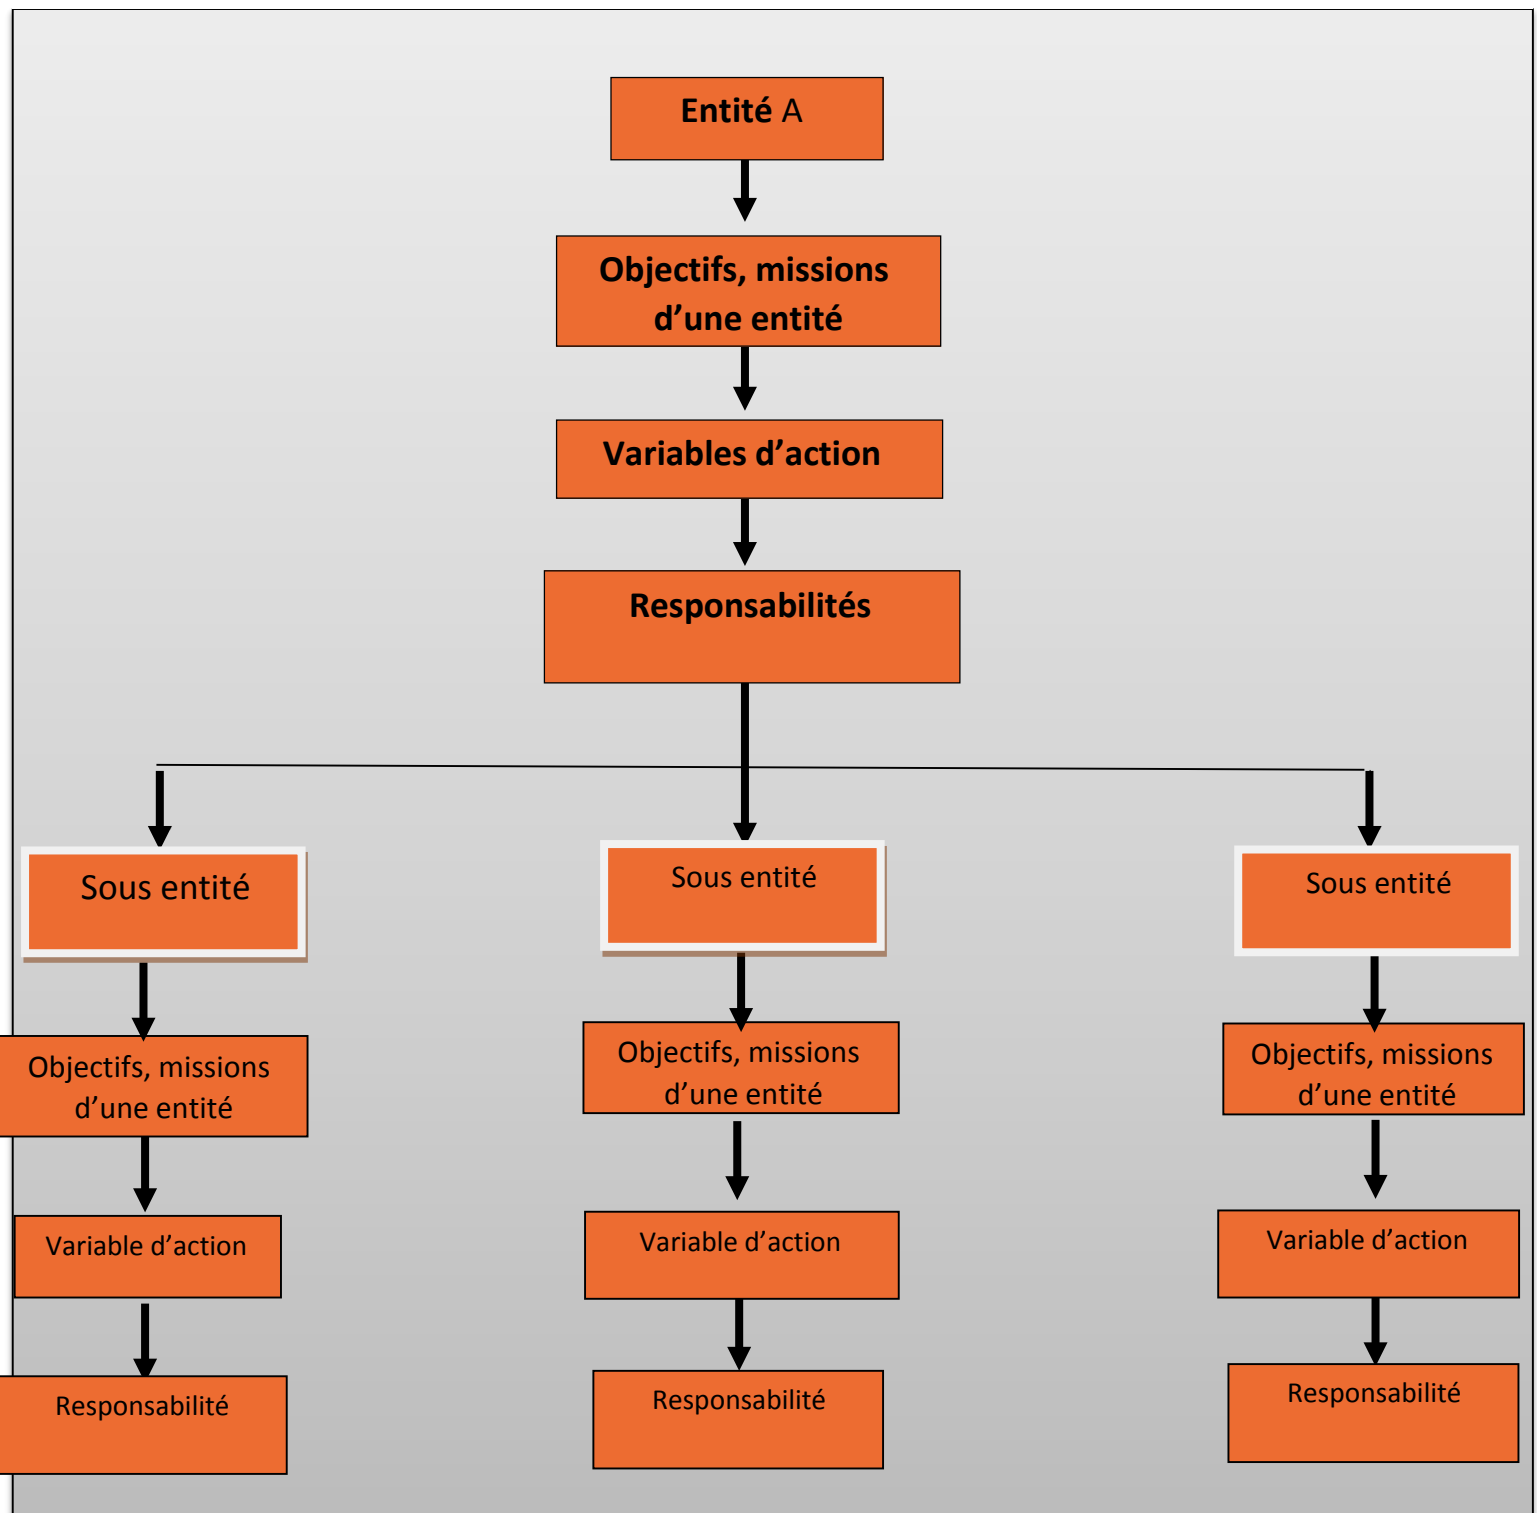 Entité A
Objectifs, missions
d’une entité
Variables d’action
Responsabilités
Sous entité
Sous entité
Sous entité
Objectifs, missions
d’une entité
Objectifs, missions
d’une entité
Objectifs, missions
d’une entité
Variable d’action
Variable d’action
Variable d’action
Responsabilité
Responsabilité
Responsabilité